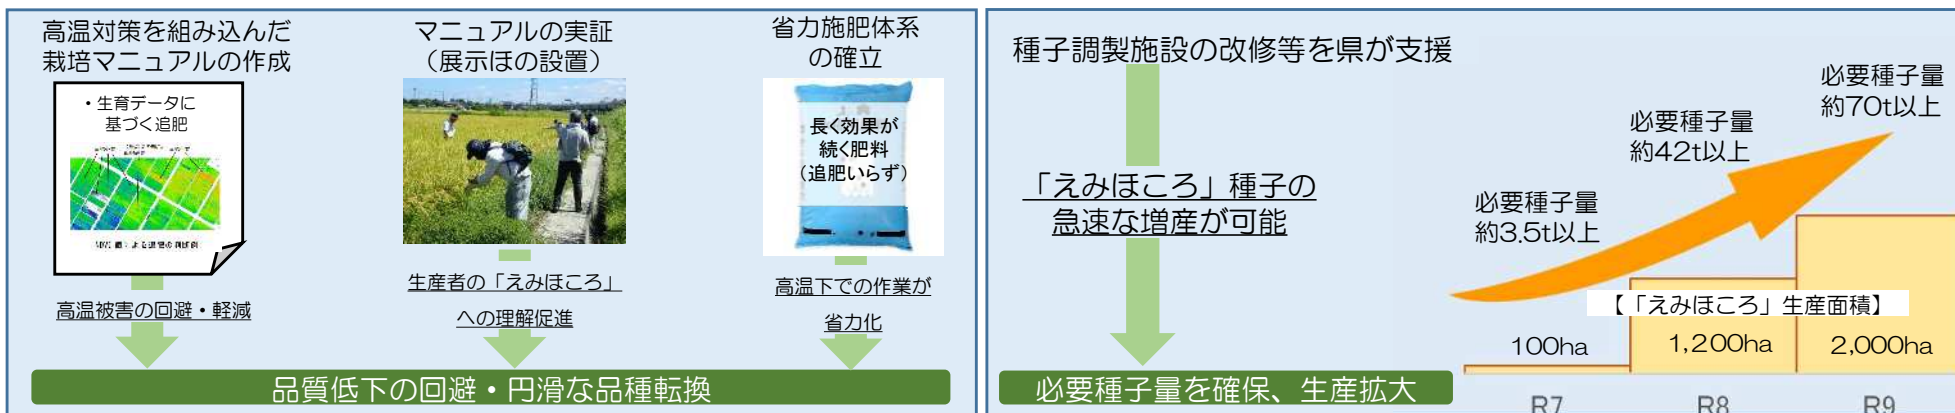 高温対策を組み込んだ
栽培マニュアルの作成
・生育データに
基づく追肥
高温被害の回避・軽減
マニュアルの実証
（展示ほの設置）
生産者の「えみほころ」
への理解促進
省力施肥体系
の確立
長く効果が
続く肥料
（追肥いらず）
高温下での作業が
省力化
品質低下の回避・円滑な品種転換
種子調製施設の改修等を県が支援
「えみほころ」種子の
急速な増産が可能
必要種子量を確保、生産拡大
必要種子量
約3.5t以上
必要種子量
約42t以上
必要種子量
約70t以上
【「えみほころ」生産面積】
100ha
1,200ha
2,000ha
R7
R8
R9